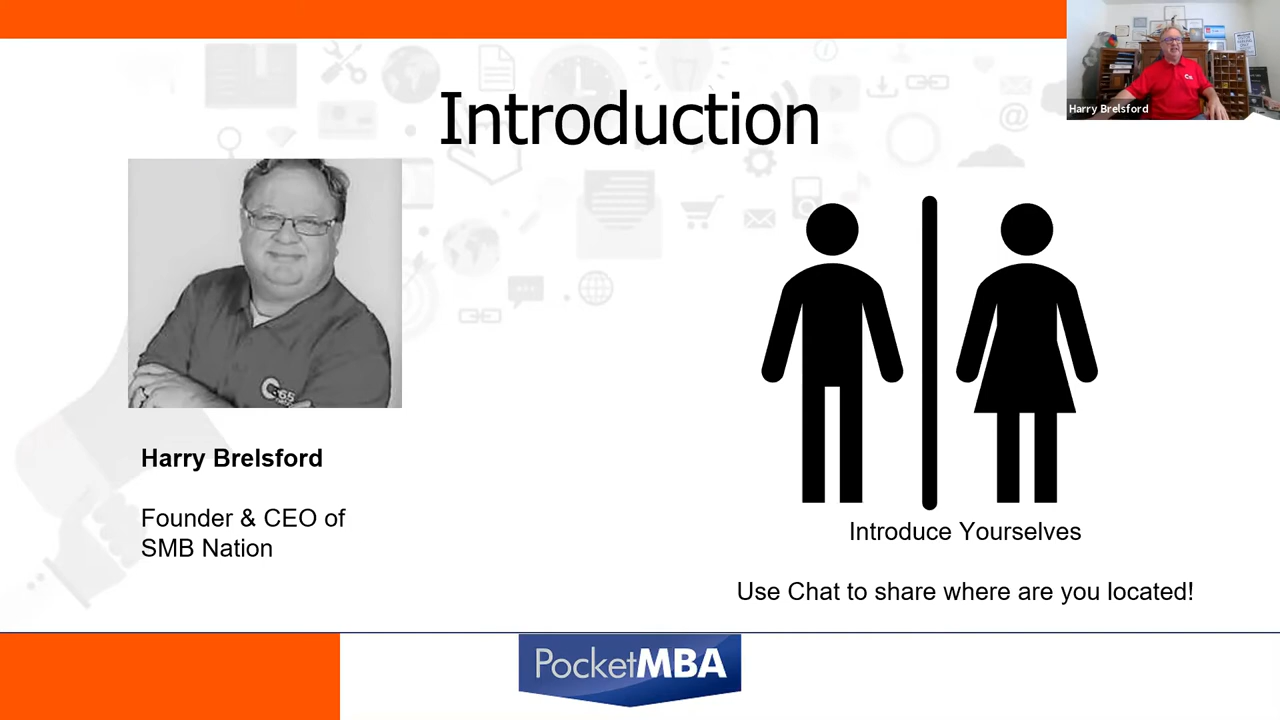 Introduction
Harry Brelsford
Harry Brelsford
Founder & CEO of
SMB Nation
Introduce Yourselves
Use Chat to share where are you located!
PocketMBA